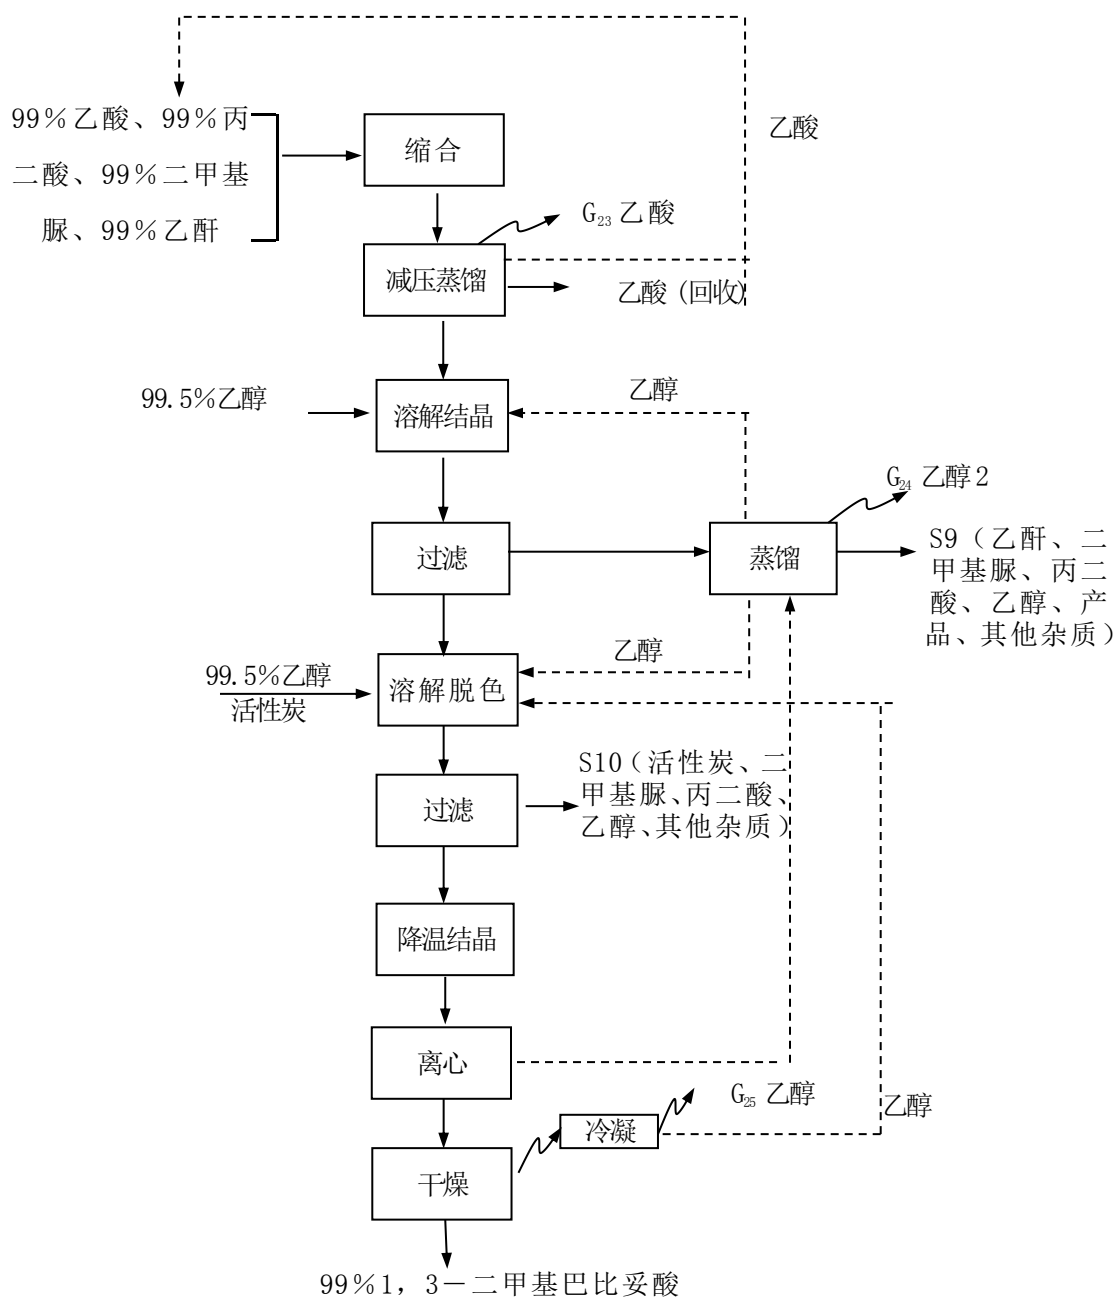 99%乙酸、99%丙
二酸、99%二甲基
脲、99%乙酐
缩合
乙酸
G23 乙酸
减压蒸馏
乙酸(回收)
99.5%乙醇
溶解结晶
乙醇
G24 乙醇2
过滤
蒸馏
S9（乙酐、二
甲基脲、丙二
酸、乙醇、产
品、其他杂质）
乙醇
99.5%乙醇
活性炭
溶解脱色
S10（活性炭、二
甲基脲、丙二酸、
乙醇、其他杂质）
过滤
降温结晶
离心
G25 乙醇
乙醇
冷凝
干燥
99%1，3－二甲基巴比妥酸